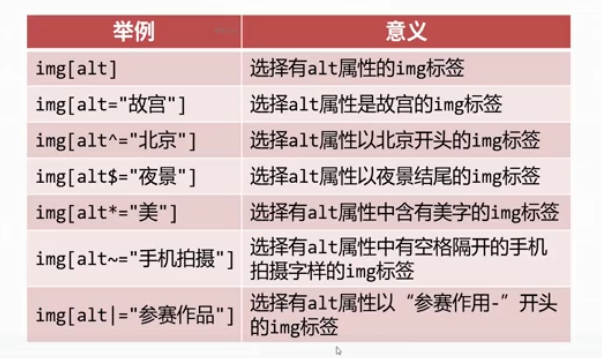 举例 意义
img[alt] 选择有alt属性的img标签
img[alt="故宫"] 选择alt属性是故宫的img标签
img[alt^="北京"] 选择alt属性以北京开头的img标签
img[alt$="夜景"] 选择alt属性以夜景结尾的img标签
img[alt*="美"] 选择有alt属性中含有美字的img标签
img[alt~="手机拍摄"] 选择有alt属性中有空格隔开的手机
拍摄字样的img标签
img[alt|="参赛作品"] 选择有alt属性以“参赛作用-”开头
的img标签